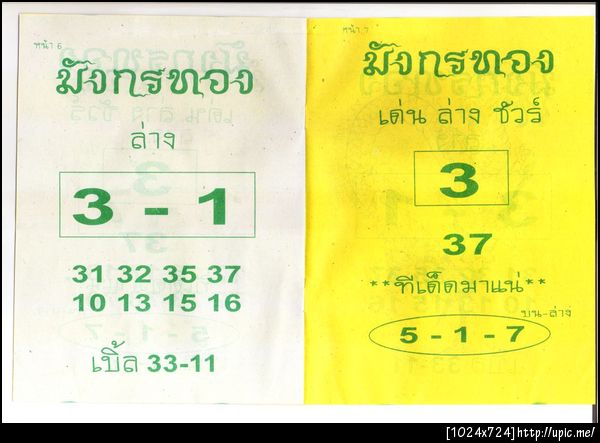 หน้า 6
มังกรทอง
ล่าง
3 - 1
31 32 35 37
10 13 15 16
เบิ้ล 33-11
หน้า 7
มังกรทอง
เด่น ล่าง ชัวร์
3
37
**ทีเด็ดมาแน่**
บน-ล่าง
5 - 1 - 7
[1024x724]http://upic.me/